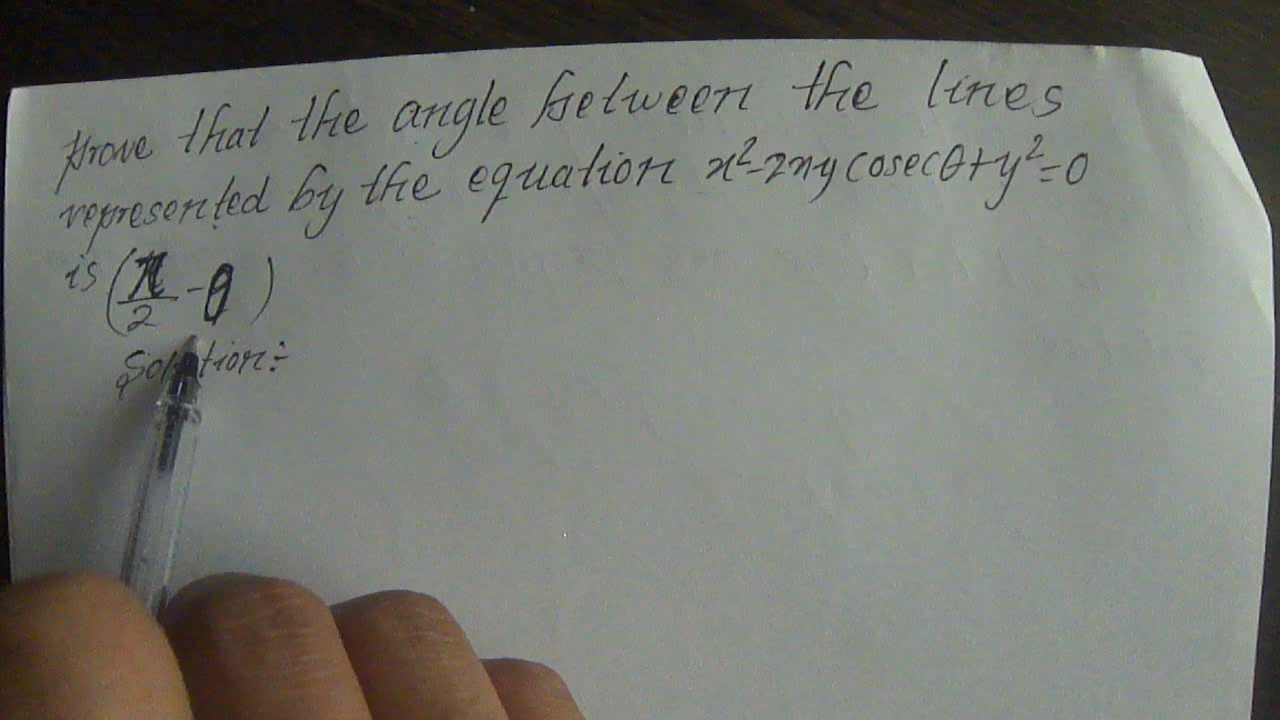 prove that the angle between the lines
represented by the equation x²-2xy cosecθ+y²=0
is (π/2 - θ)
Solution:-